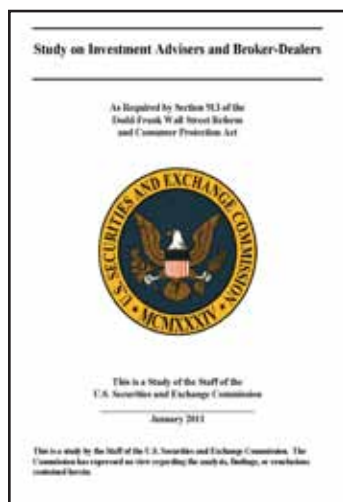 Study on Investment Advisers and Broker-Dealers
As Required by Section 913 of the
Dodd-Frank Wall Street Reform
and Consumer Protection Act
U.S. SECURITIES AND EXCHANGE COMMISSION
MCMXXXIV
This is a Study of the Staff of the
U.S. Securities and Exchange Commission
January 2011
This is a study by the Staff of the U.S. Securities and Exchange Commission. The
Commission has expressed no view regarding the analysis, findings, or conclusions
contained herein.